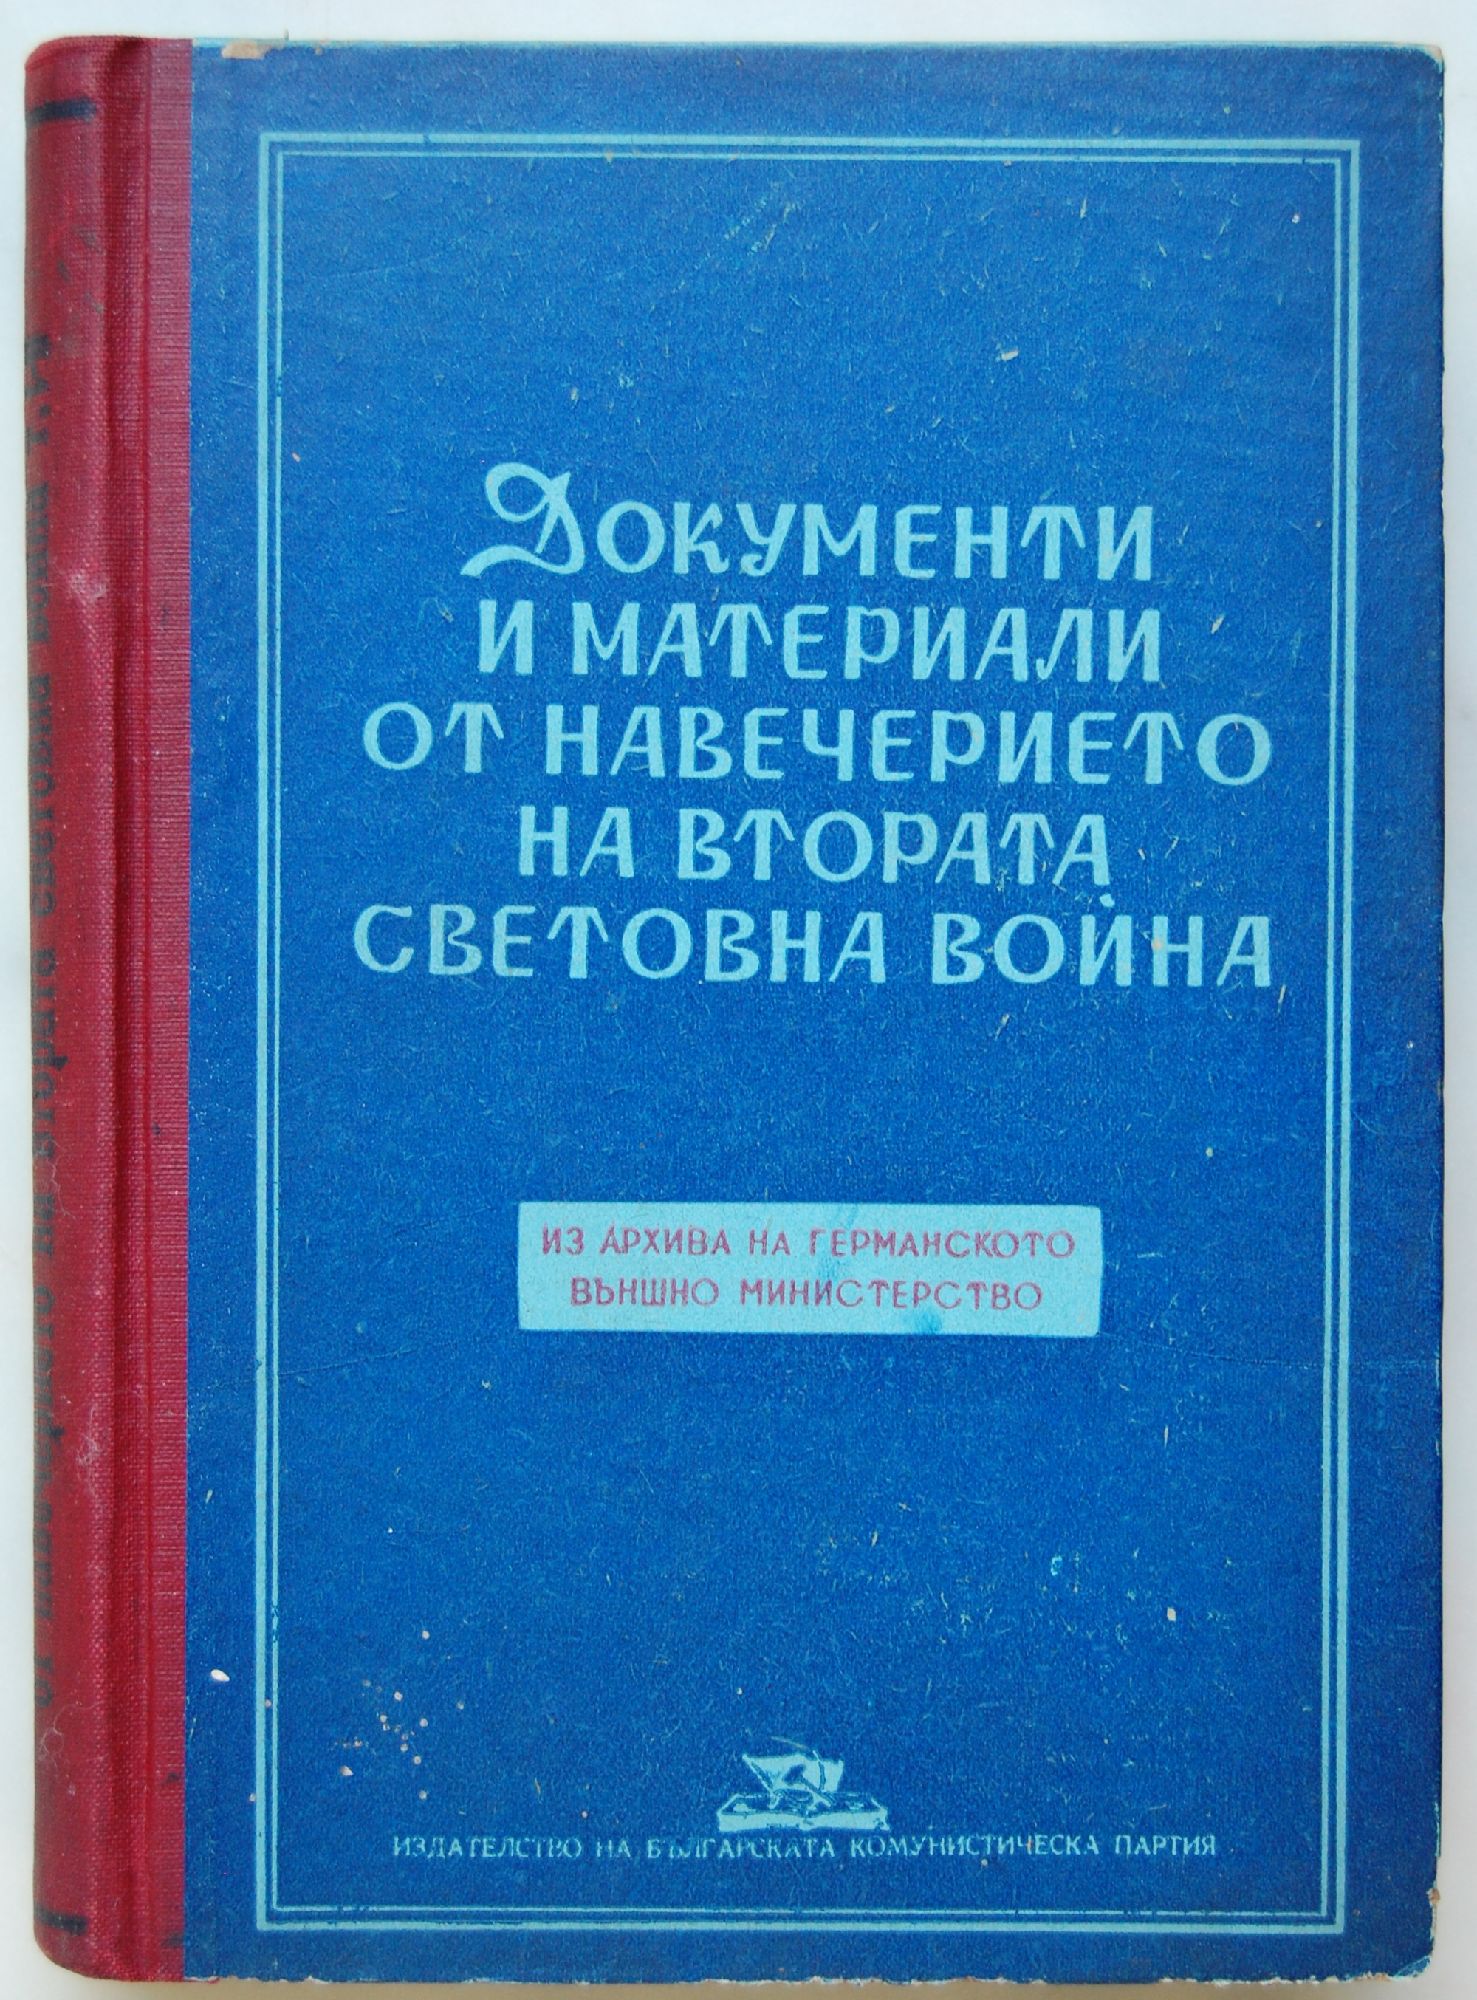 Документи
и материали
от навечерието
на втората
световна война
из архива на германското
външно министерство
Издателство на Българската комунистическа партия